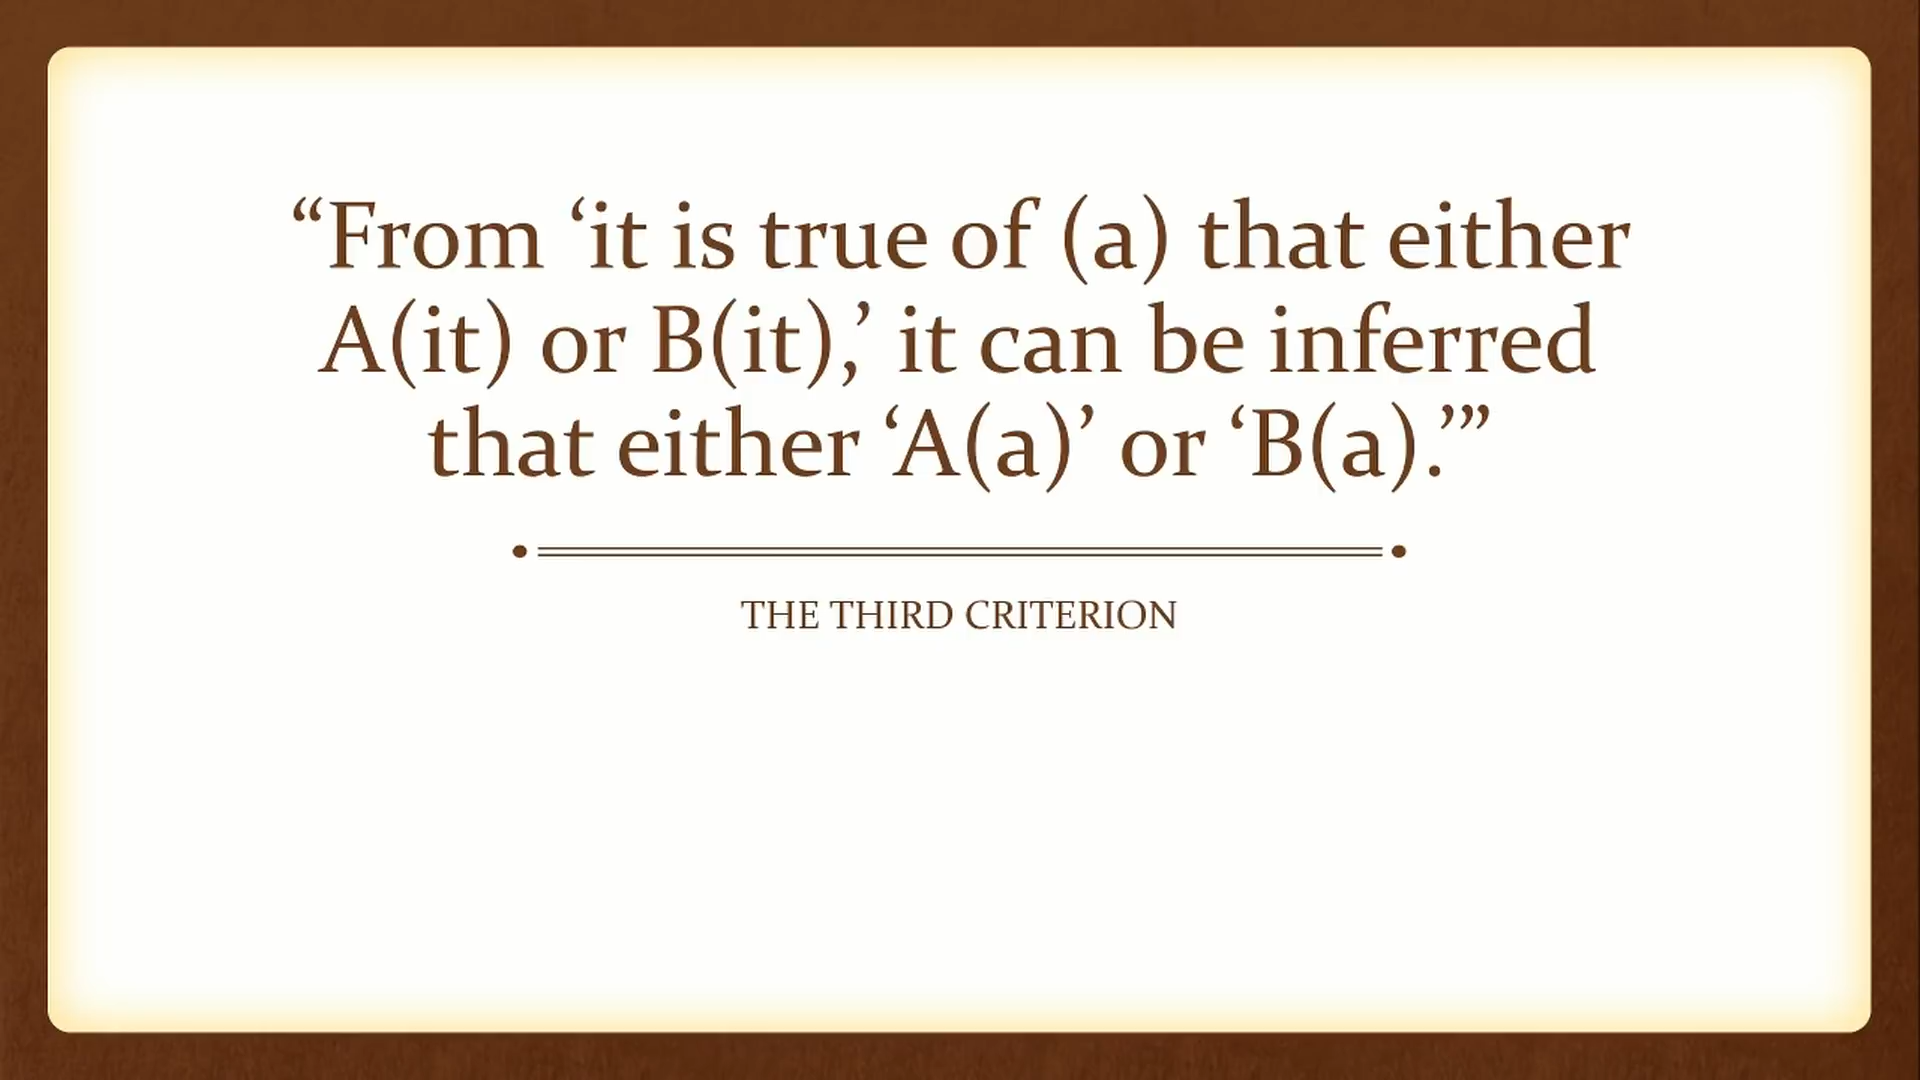 “From ‘it is true of (a) that either
A(it) or B(it),’ it can be inferred
that either ‘A(a)’ or ‘B(a).’”
THE THIRD CRITERION